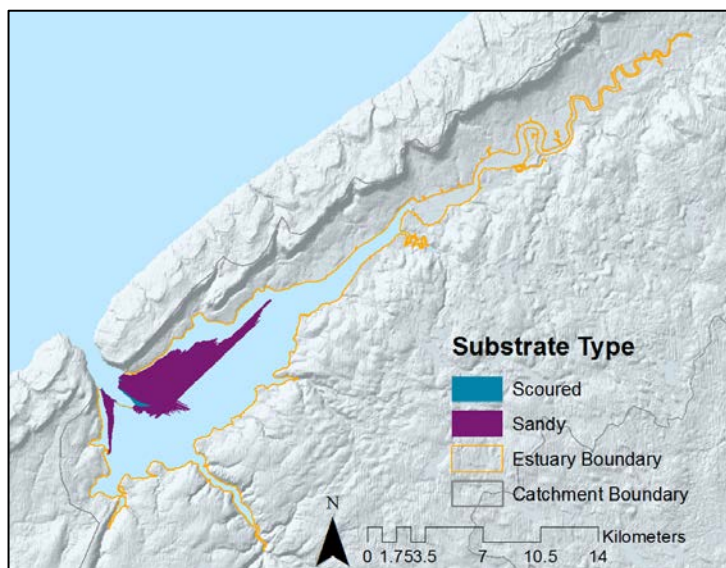 Substrate Type
Scoured
Sandy
Estuary Boundary
Catchment Boundary
N
Kilometers
0 1.753.5 7 10.5 14